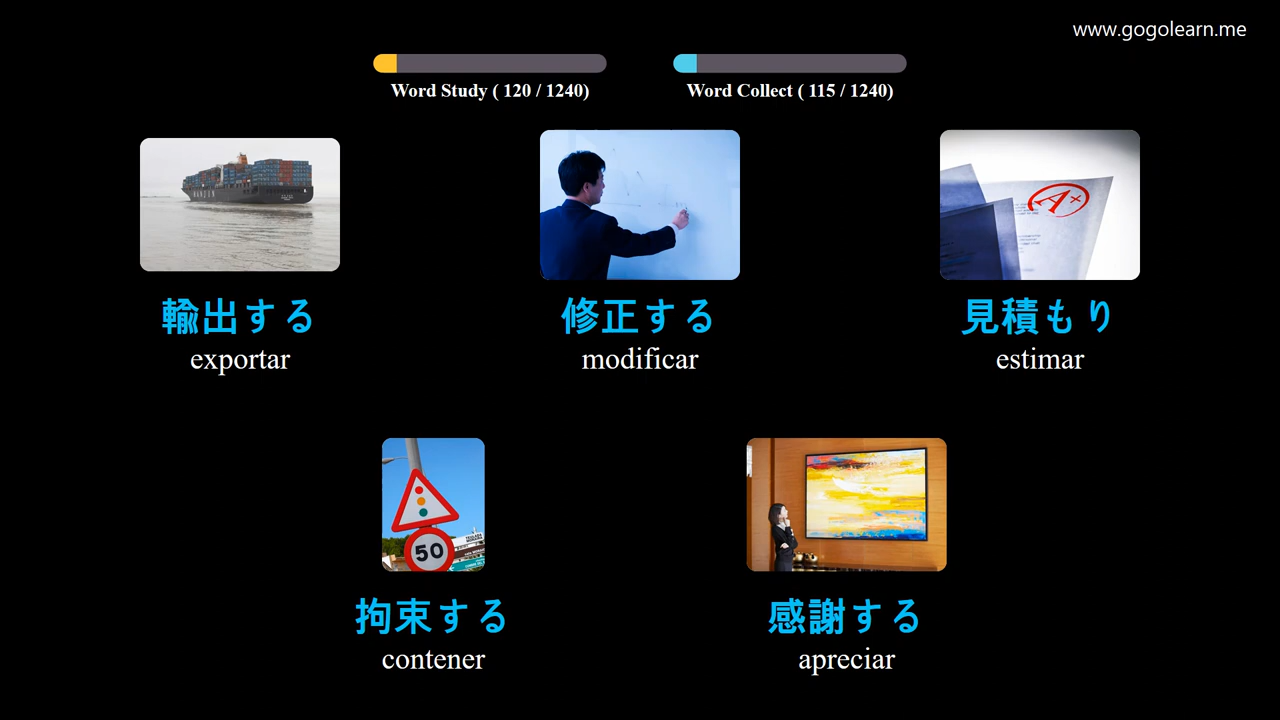 www.gogolearn.me
Word Study ( 120 / 1240)
Word Collect ( 115 / 1240)
A+
輸出する
修正する
見積もり
exportar
modificar
estimar
50
拘束する
感謝する
contener
apreciar